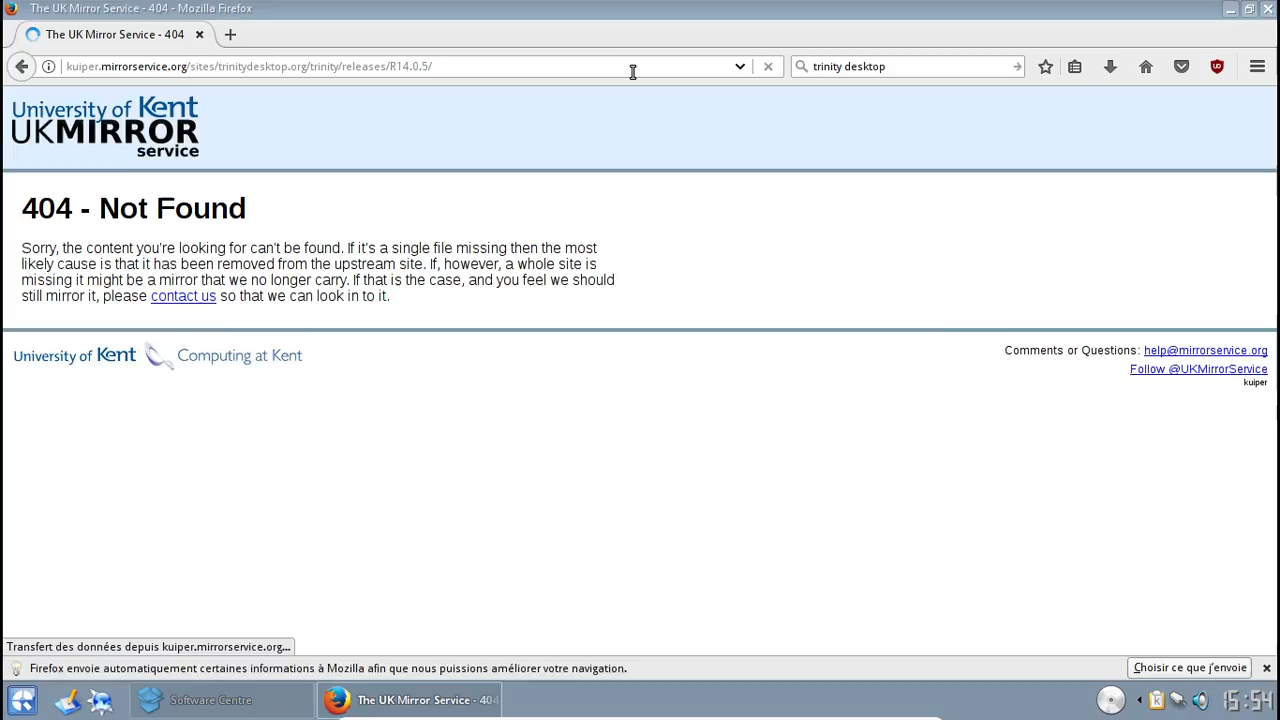 The UK Mirror Service - 404 - Mozilla Firefox
The UK Mirror Service - 404
kuiper.mirrorservice.org/sites/trinitydesktop.org/trinity/releases/R14.0.5/
trinity desktop
University of Kent
UKMIRROR
service
404 - Not Found
Sorry, the content you're looking for can't be found. If it's a single file missing then the most
likely cause is that it has been removed from the upstream site. If, however, a whole site is
missing it might be a mirror that we no longer carry. If that is the case, and you feel we should
still mirror it, please contact us so that we can look in to it.
University of Kent
Computing at Kent
Comments or Questions: help@mirrorservice.org
Follow @UKMirrorService
kuiper
Transfert des données depuis kuiper.mirrorservice.org...
Firefox envoie automatiquement certaines informations à Mozilla afin que nous puissions améliorer votre navigation.
Choisir ce que j'envoie
Software Centre
The UK Mirror Service - 404
15:54